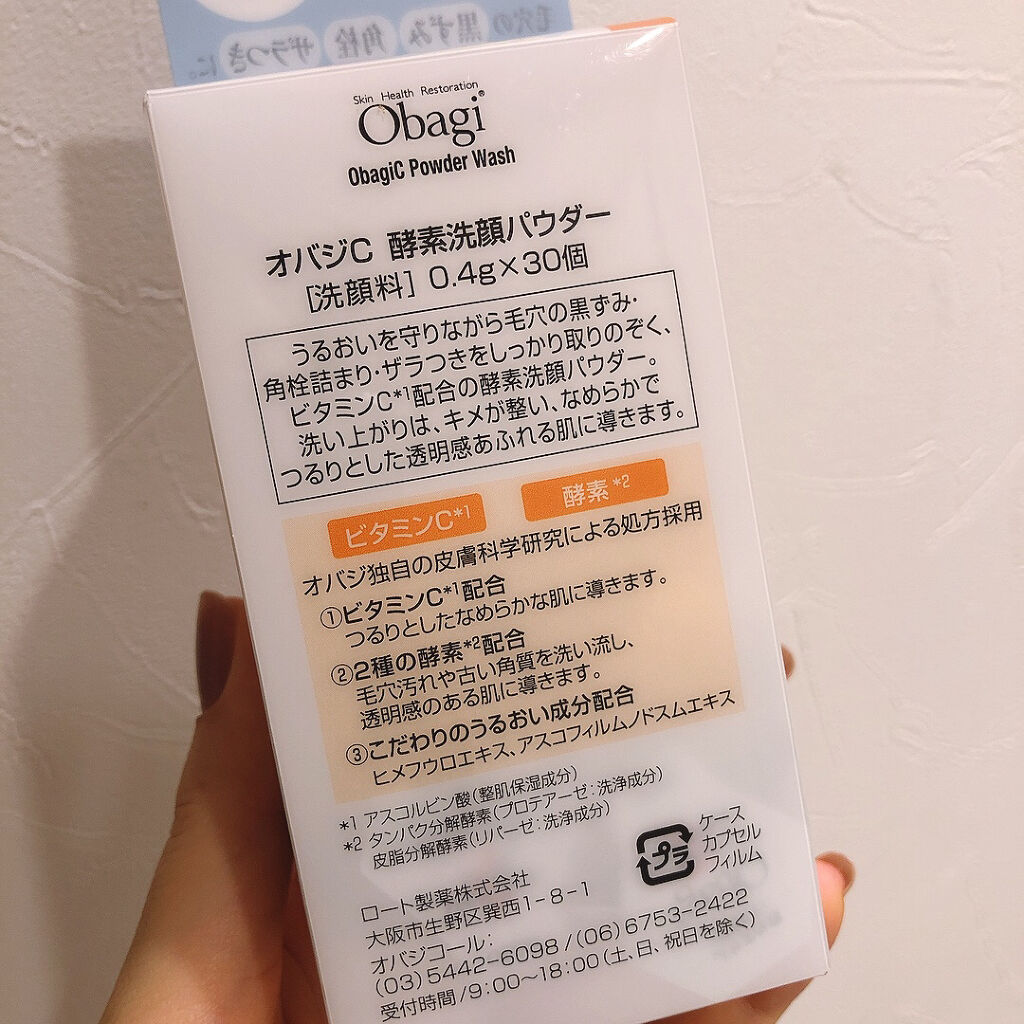 毛穴の黒ずみ 角栓 ザラつきに。
Skin Health Restoration
Obagi®
ObagiC Powder Wash
オバジC 酵素洗顔パウダー
[洗顔料] 0.4g×30個
うるおいを守りながら毛穴の黒ずみ・
角栓詰まり・ザラつきをしっかり取りのぞく、
ビタミンC*1配合の酵素洗顔パウダー。
洗い上がりは、キメが整い、なめらかで
つるりとした透明感あふれる肌に導きます。
ビタミンC*1 酵素*2
オバジ独自の皮膚科学研究による処方採用
①ビタミンC*1配合
つるりとしたなめらかな肌に導きます。
②2種の酵素*2配合
毛穴汚れや古い角質を洗い流し、
透明感のある肌に導きます。
③こだわりのうるおい成分配合
ヒメフウロエキス、アスコフィルムノドスムエキス
*1 アスコルビン酸(整肌保湿成分)
*2 タンパク分解酵素(プロテアーゼ:洗浄成分)
皮脂分解酵素(リパーゼ:洗浄成分)
プラ
ケース
カプセル
フィルム
ロート製薬株式会社
大阪市生野区巽西1-8-1
オバジコール:
(03)5442-6098/(06)6753-2422
受付時間/9:00〜18:00(土、日、祝日を除く)